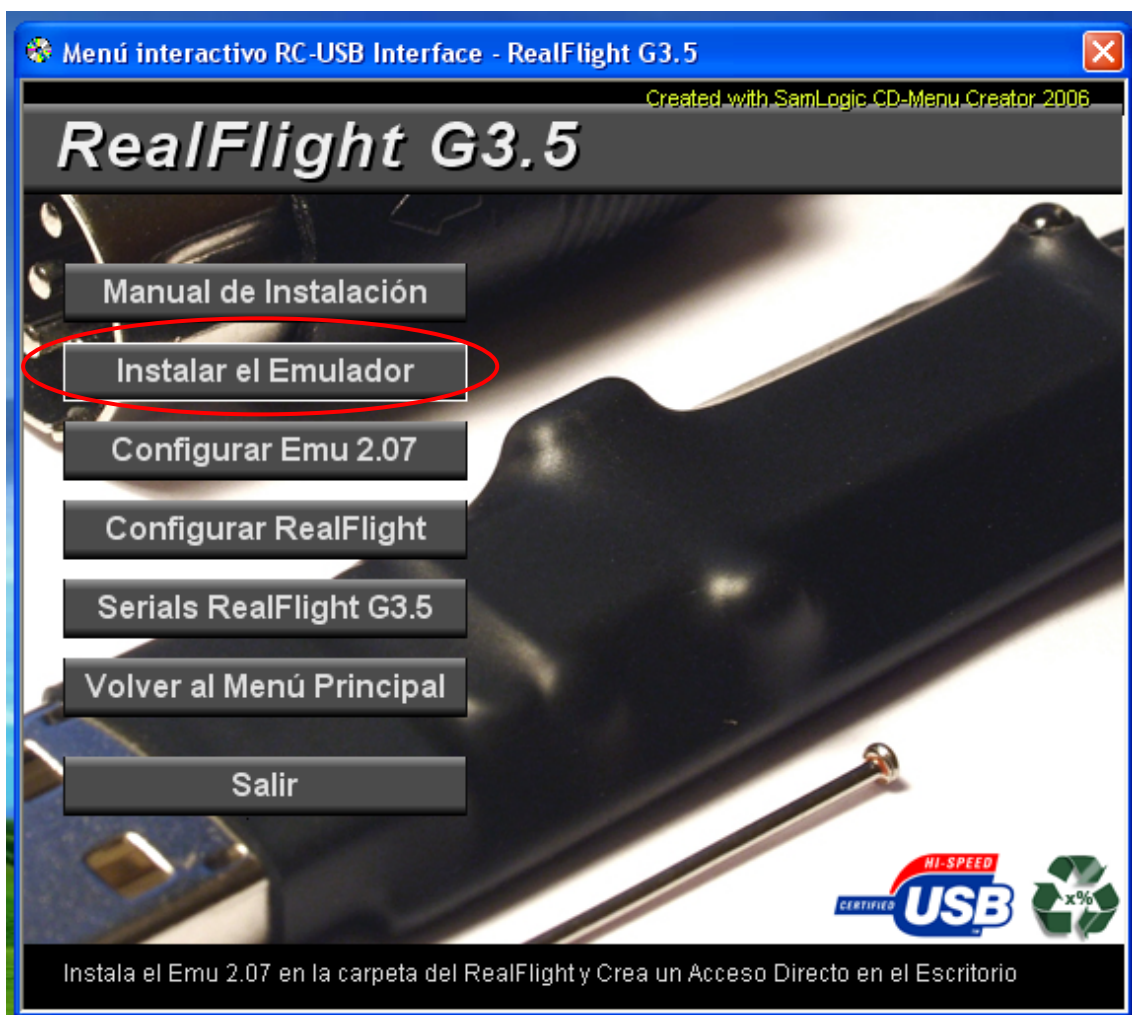 Menú interactivo RC-USB Interface - RealFlight G3.5
Created with SamLogic CD-Menu Creator 2006
RealFlight G3.5
Manual de Instalación
Instalar el Emulador
Configurar Emu 2.07
Configurar RealFlight
Serials RealFlight G3.5
Volver al Menú Principal
Salir
HI-SPEED
CERTIFIED USB
x%
Instala el Emu 2.07 en la carpeta del RealFlight y Crea un Acceso Directo en el Escritorio